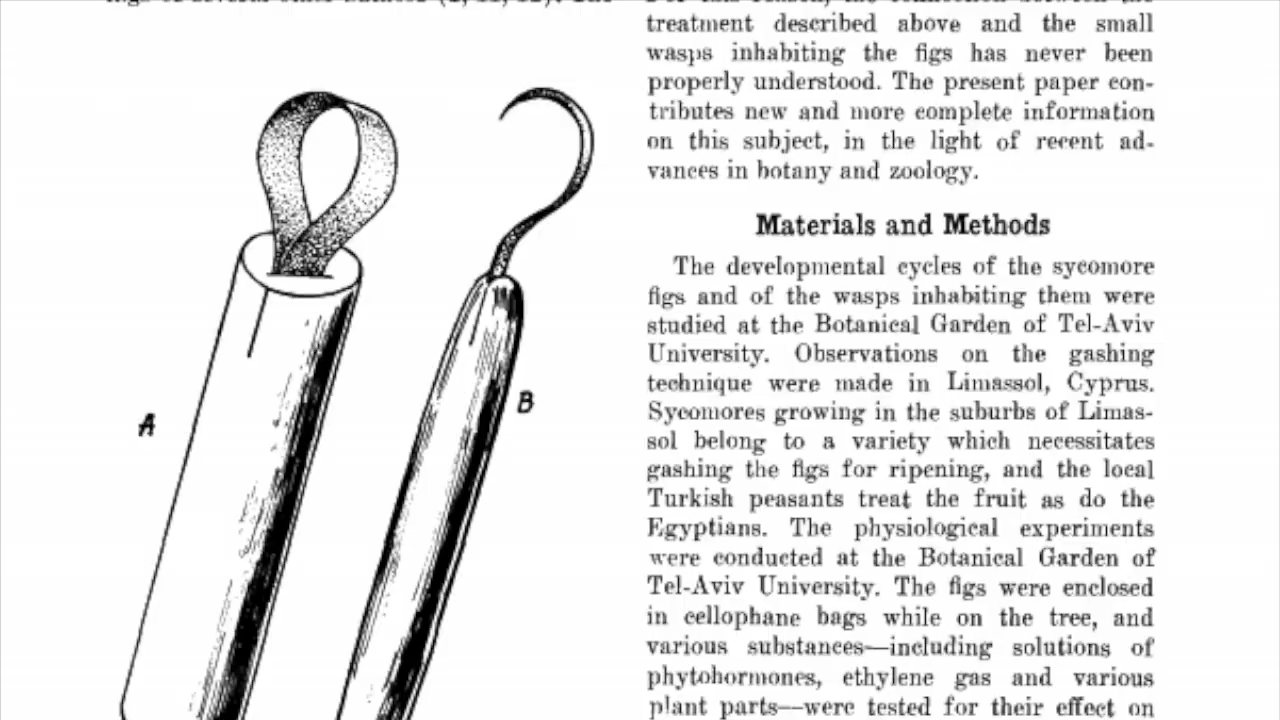 A
B
treatment described above and the small
wasps inhabiting the figs has never been
properly understood. The present paper con-
tributes new and more complete information
on this subject, in the light of recent ad-
vances in botany and zoology.
Materials and Methods
The developmental cycles of the sycomore
figs and of the wasps inhabiting them were
studied at the Botanical Garden of Tel-Aviv
University. Observations on the gashing
technique were made in Limassol, Cyprus.
Sycomores growing in the suburbs of Limas-
sol belong to a variety which necessitates
gashing the figs for ripening, and the local
Turkish peasants treat the fruit as do the
Egyptians. The physiological experiments
were conducted at the Botanical Garden of
Tel-Aviv University. The figs were enclosed
in cellophane bags while on the tree, and
various substances—including solutions of
phytohormones, ethylene gas and various
plant parts—were tested for their effect on